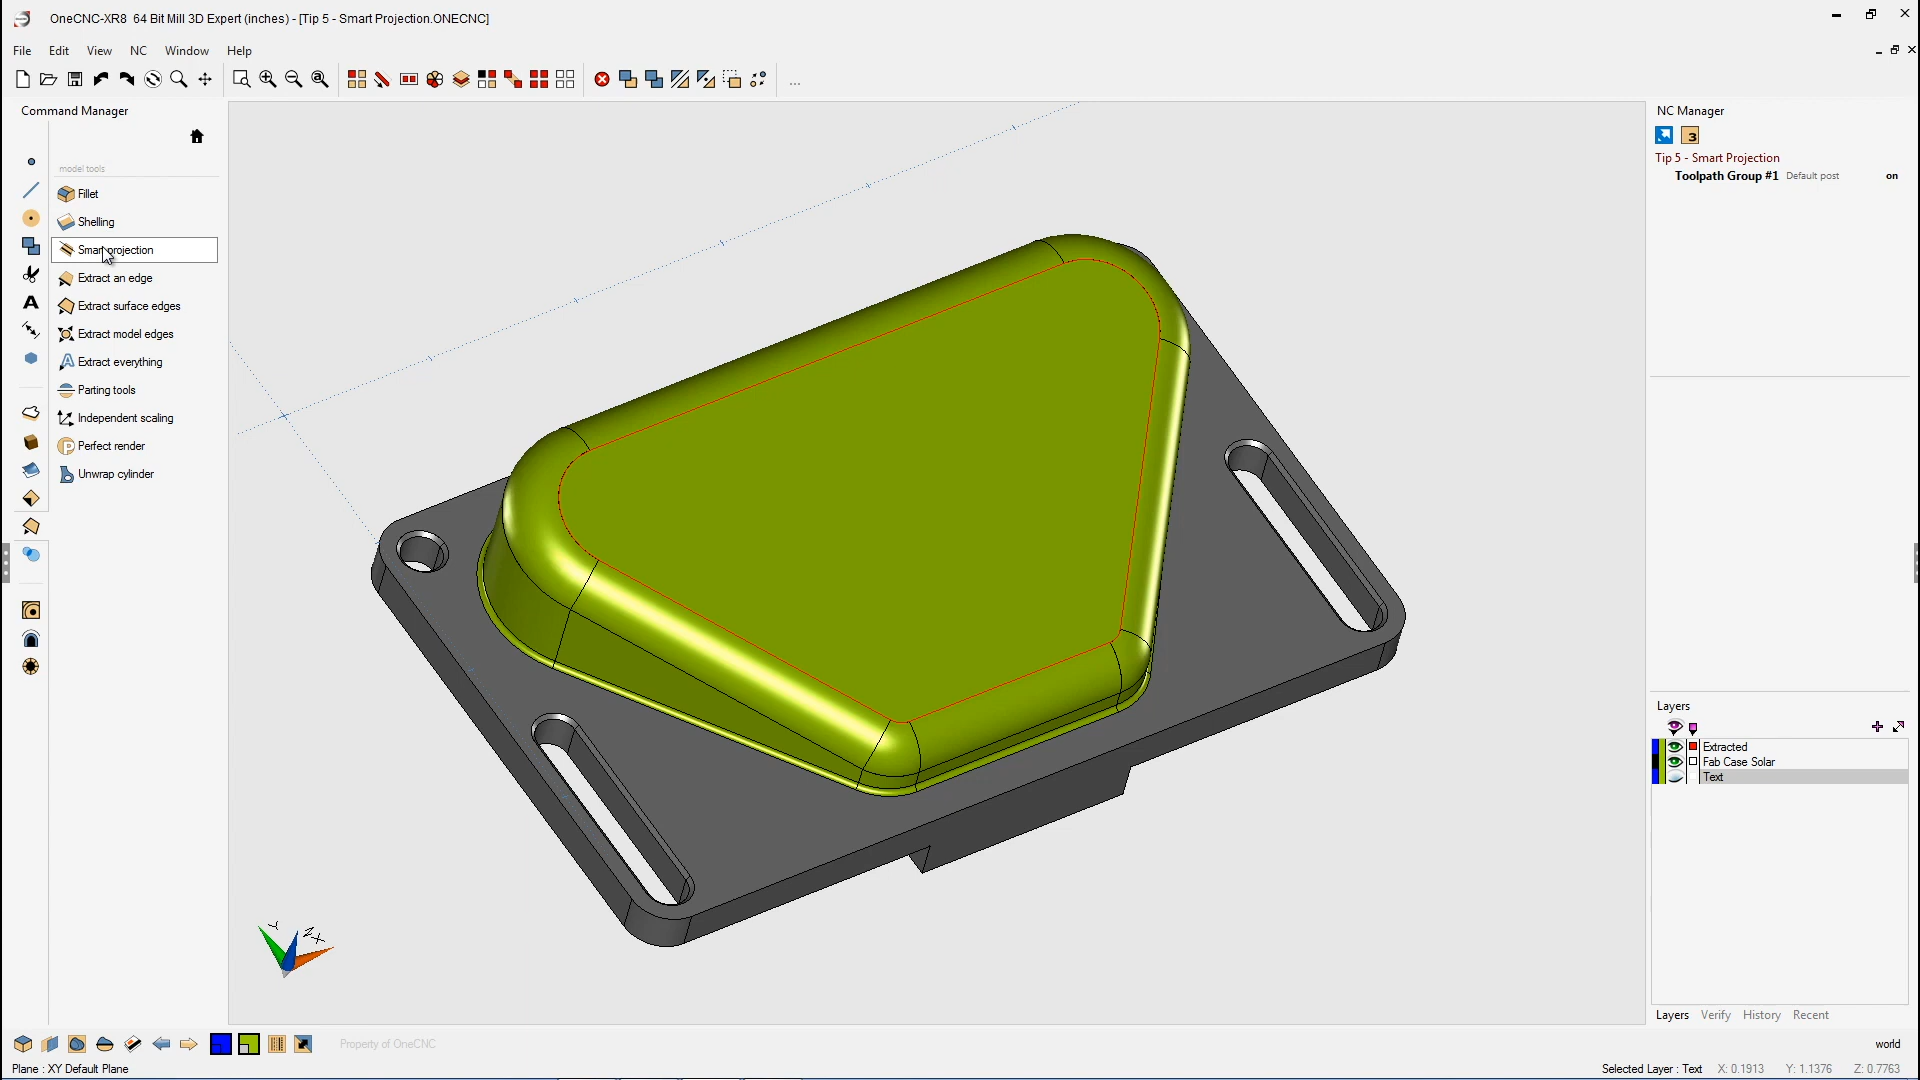 OneCNC-XR8 64 Bit Mill 3D Expert (inches) - [Tip 5 - Smart Projection.ONECNC]
File Edit View NC Window Help
...
Command Manager
model tools
Fillet
Shelling
Smart projection
Extract an edge
Extract surface edges
Extract model edges
Extract everything
Parting tools
Independent scaling
Perfect render
Unwrap cylinder
A
Y Z X
NC Manager
3
Tip 5 - Smart Projection
Toolpath Group #1 Default post on
Layers
Extracted
Fab Case Solar
Text
Layers Verify History Recent
Property of OneCNC
world
Plane : XY Default Plane
Selected Layer : Text X: 0.1913 Y: 1.1376 Z: 0.7763